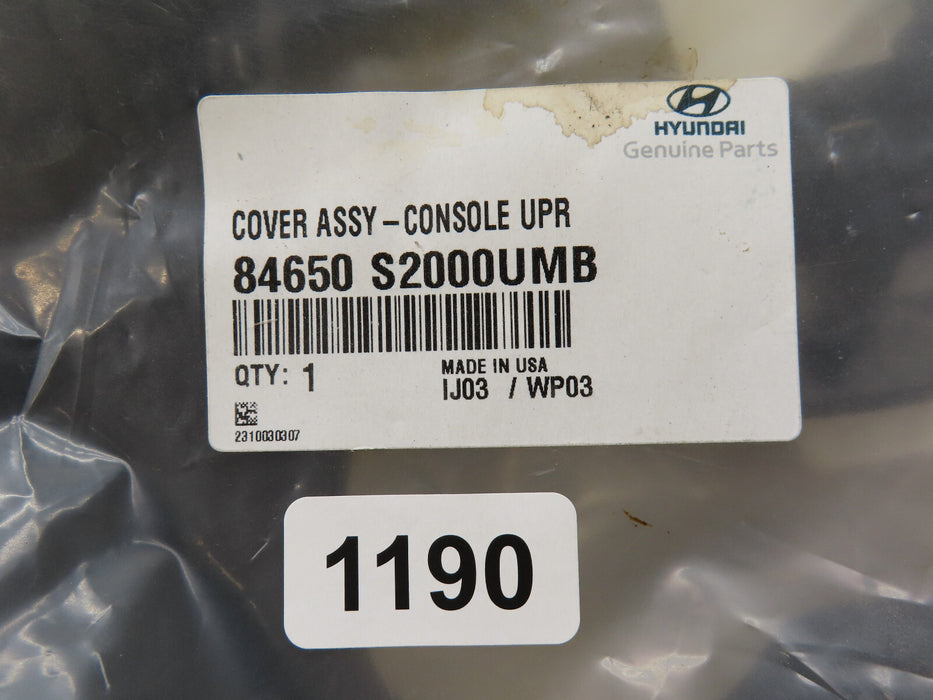 HYUNDAI
Genuine Parts
COVER ASSY-CONSOLE UPR
84650 S2000UMB
QTY: 1
MADE IN USA
IJ03 / WP03
2310030307
1190